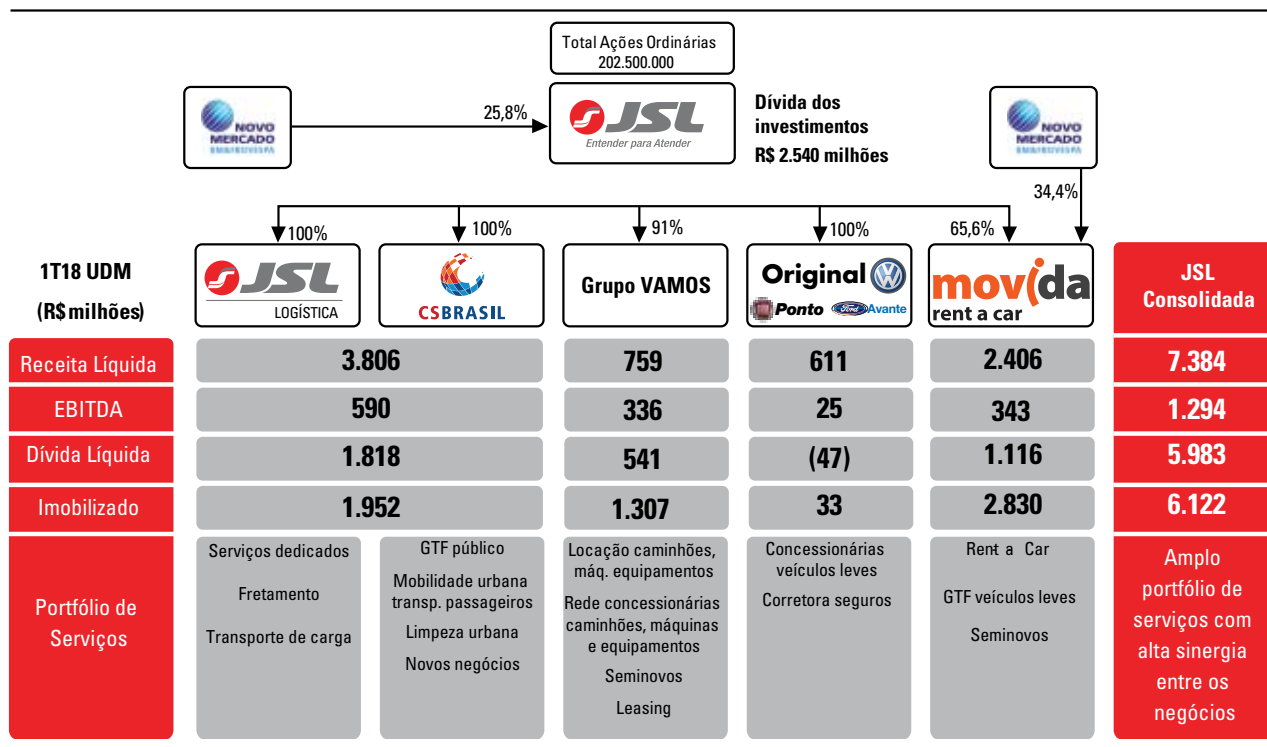 Total Ações Ordinárias
202.500.000
NOVO
MERCADO
25,8%
JSL
Entender para Atender
Dívida dos
investimentos
R$ 2.540 milhões
NOVO
MERCADO
34,4%
100%
100%
91%
100%
65,6%
1T18 UDM
(R$ milhões)
JSL
LOGÍSTICA
CSBRASIL
Grupo VAMOS
Original
Ponto
Ford Avante
movida
rent a car
JSL
Consolidada
Receita Líquida
3.806
759
611
2.406
7.384
EBITDA
590
336
25
343
1.294
Dívida Líquida
1.818
541
(47)
1.116
5.983
Imobilizado
1.952
1.307
33
2.830
6.122
Portfólio de
Serviços
Serviços dedicados
Fretamento
Transporte de carga
GTF público
Mobilidade urbana
transp. passageiros
Limpeza urbana
Novos negócios
Locação caminhões,
máq. equipamentos
Rede concessionárias
caminhões, máquinas
e equipamentos
Seminovos
Leasing
Concessionárias
veículos leves
Corretora seguros
Rent a Car
GTF veículos leves
Seminovos
Amplo
portfólio de
serviços com
alta sinergia
entre os
negócios